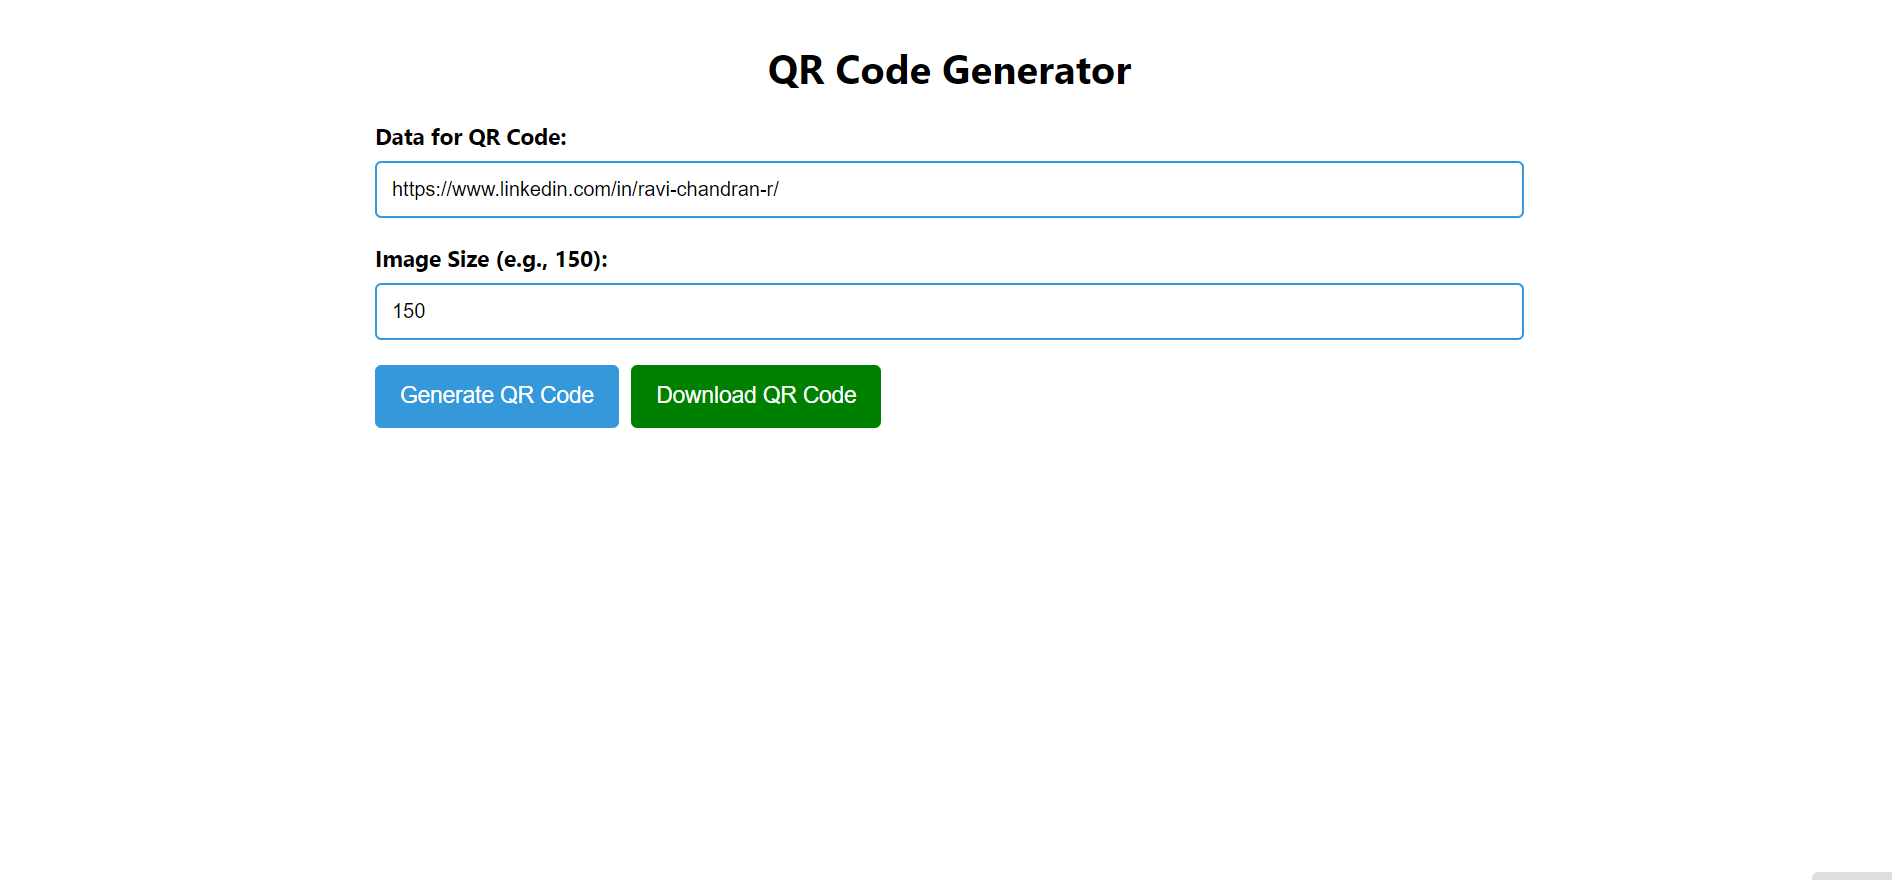 QR Code Generator
Data for QR Code:
https://www.linkedin.com/in/ravi-chandran-r/
Image Size (e.g., 150):
150
Generate QR Code Download QR Code